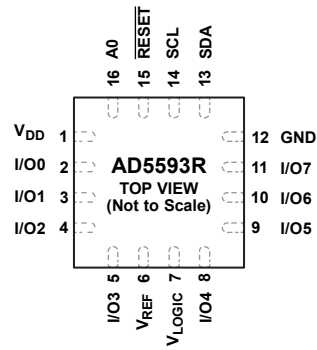 16 A0
15 RESET
14 SCL
13 SDA
VDD 1
I/O0 2
I/O1 3
I/O2 4
AD5593R
TOP VIEW
(Not to Scale)
12 GND
11 I/O7
10 I/O6
9 I/O5
I/O3 5
VREF 6
VLOGIC 7
I/O4 8